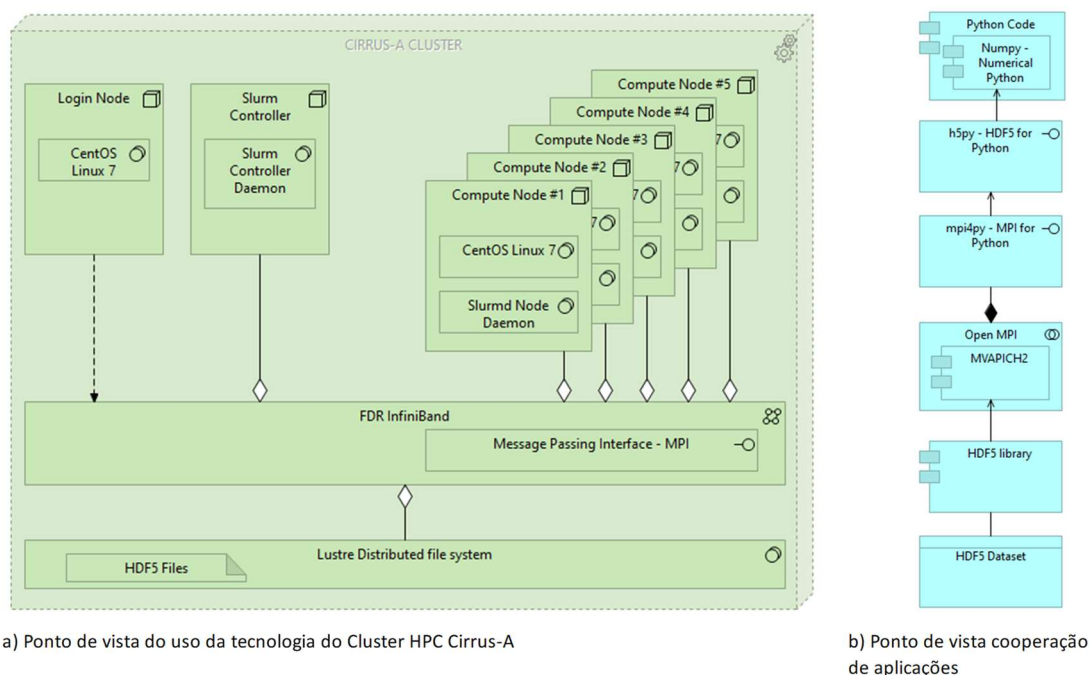 CIRRUS-A CLUSTER
Login Node
CentOS
Linux 7
Slurm
Controller
Slurm
Controller
Daemon
Compute Node #5
Compute Node #4
Compute Node #3
Compute Node #2
Compute Node #1
7
7
7
7
CentOS Linux 7
Slurmd Node
Daemon
FDR InfiniBand
Message Passing Interface - MPI
Lustre Distributed file system
HDF5 Files
a) Ponto de vista do uso da tecnologia do Cluster HPC Cirrus-A
Python Code
Numpy -
Numerical
Python
h5py - HDF5 for
Python
mpi4py - MPI for
Python
Open MPI
MVAPICH2
HDF5 library
HDF5 Dataset
b) Ponto de vista cooperação
de aplicações